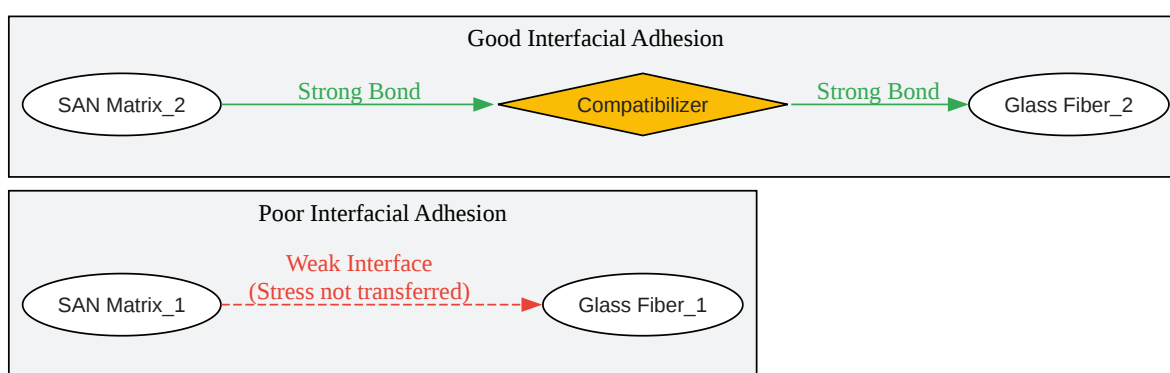 Good Interfacial Adhesion
SAN Matrix_2
Strong Bond
Compatibilizer
Strong Bond
Glass Fiber_2
Poor Interfacial Adhesion
SAN Matrix_1
Weak Interface
(Stress not transferred)
Glass Fiber_1